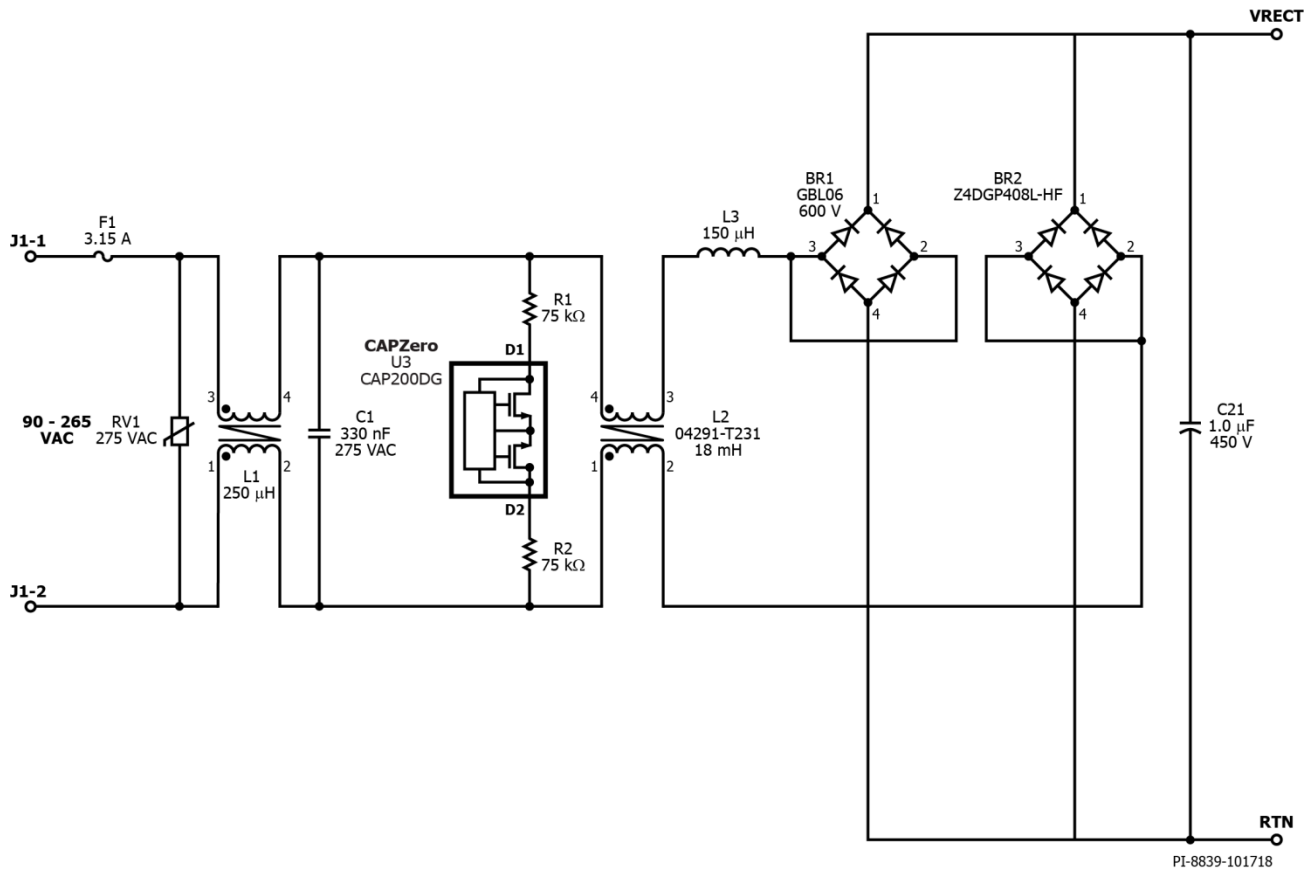 VRECT
BR1
GBL06
600 V
BR2
Z4DGP408L-HF
1
1
F1
3.15 A
L3
150 μH
J1-1
3
2
3
2
R1
75 kΩ
4
4
CAPZero
U3
CAP200DG
D1
3
4
4
3
90 - 265
VAC
RV1
275 VAC
C1
330 nF
275 VAC
L2
04291-T231
18 mH
C21
1.0 μF
450 V
1
2
1
2
L1
250 μH
D2
R2
75 kΩ
J1-2
RTN
PI-8839-101718